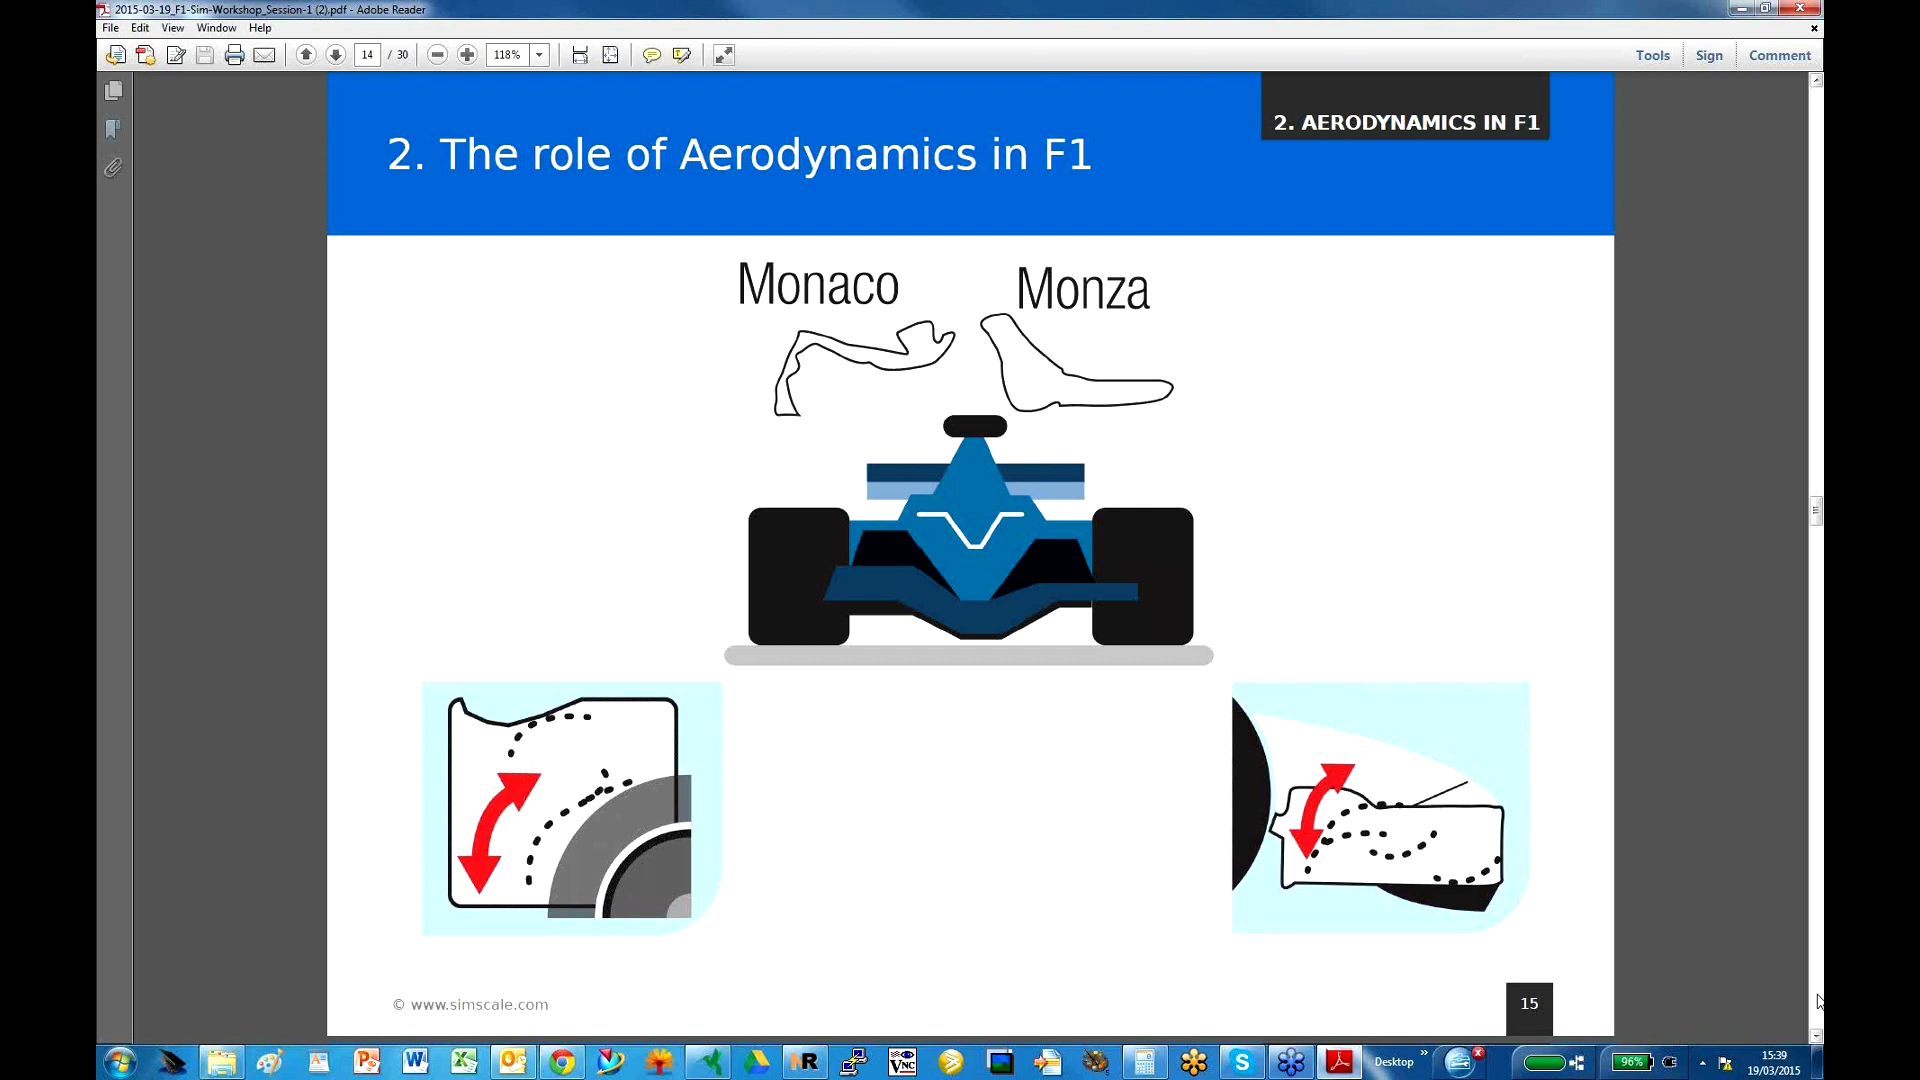 2015-03-19_F1-Sim-Workshop_Session-1 (2).pdf - Adobe Reader
File Edit View Window Help
14 / 30 118% Tools Sign Comment
2. AERODYNAMICS IN F1
2. The role of Aerodynamics in F1
Monaco Monza
© www.simscale.com
15
Desktop
96%
15:39
19/03/2015